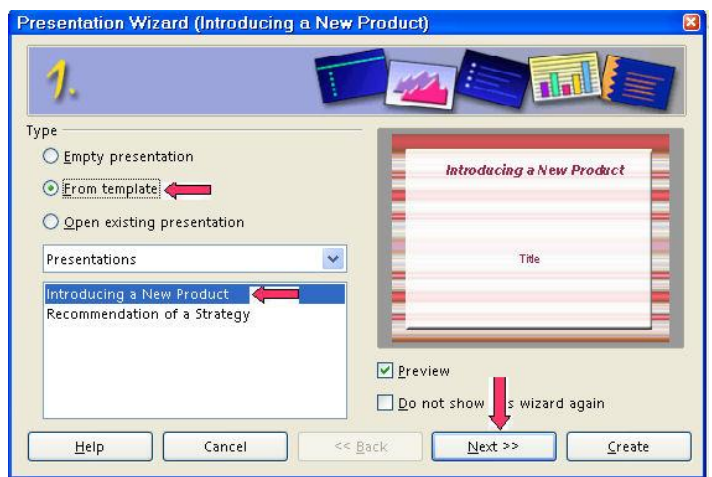 Presentation Wizard (Introducing a New Product)
1.
Type
Empty presentation
From template
Open existing presentation
Presentations
Introducing a New Product
Recommendation of a Strategy
Introducing a New Product
Title
Preview
Do not show s wizard again
Help
Cancel
<< Back
Next >>
Create